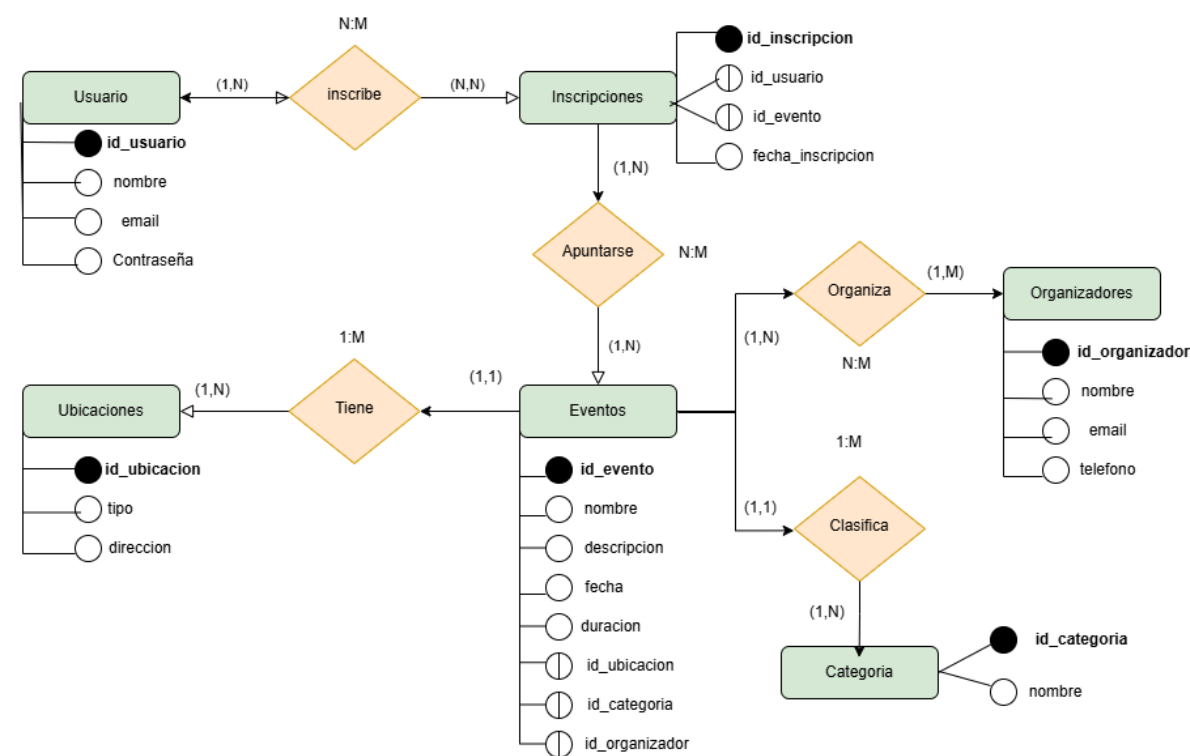 N:M
Usuario
(1,N)
inscribe
(N,N)
Inscripciones
id_inscripcion
id_usuario
id_evento
fecha_inscripcion
id_usuario
nombre
email
Contraseña
(1,N)
Apuntarse
N:M
(1,N)
Organiza
(1,M)
Organizadores
(1,N)
N:M
id_organizador
nombre
email
telefono
1:M
Ubicaciones
(1,N)
Tiene
(1,1)
Eventos
id_ubicacion
tipo
direccion
id_evento
nombre
descripcion
fecha
duracion
id_ubicacion
id_categoria
id_organizador
1:M
(1,1)
Clasifica
(1,N)
Categoria
id_categoria
nombre